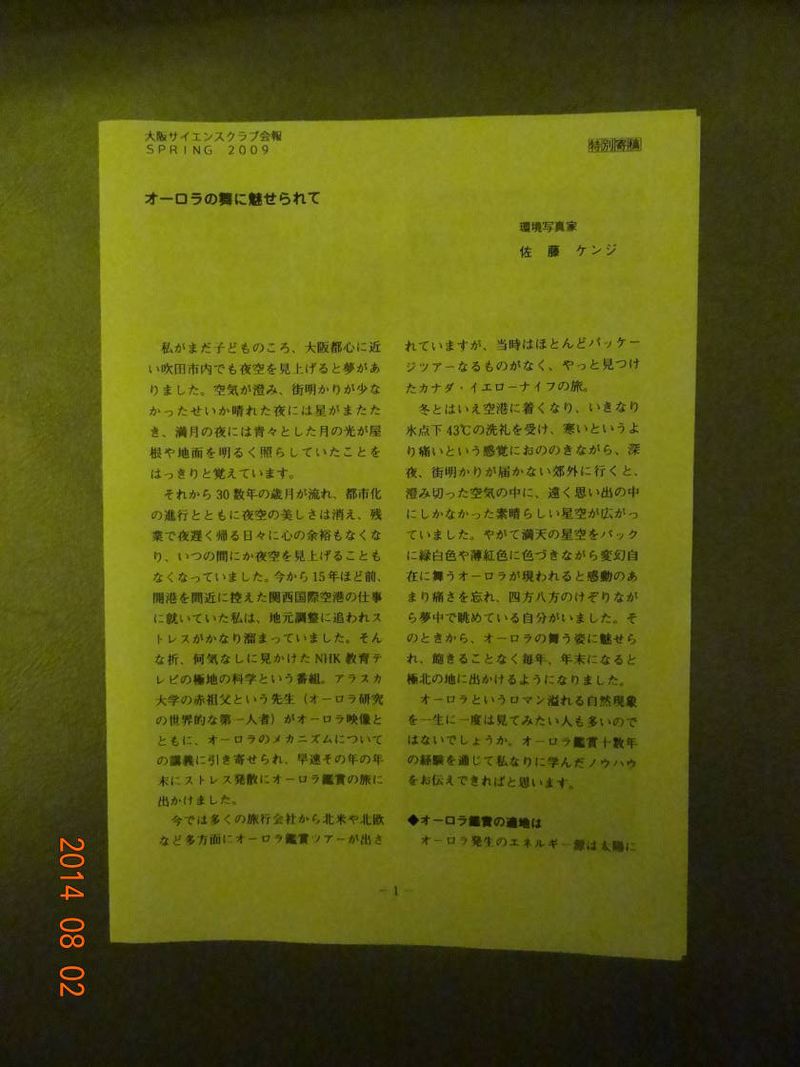 大阪サイエンスクラブ会報
SPRING 2009
特別寄稿
オーロラの舞に魅せられて
環境写真家
佐 藤 ケンジ
私がまだ子どものころ、大阪都心に近
い吹田市内でも夜空を見上げると夢があ
りました。空気が澄み、街明かりが少な
かったせいか晴れた夜には星がまたた
き、満月の夜には青々とした月の光が屋
根や地面を明るく照らしていたことを
はっきりと覚えています。
それから30数年の歳月が流れ、都市化
の進行とともに夜空の美しさは消え、残
業で夜遅く帰る日々に心の余裕もなくな
り、いつの間にか夜空を見上げることも
なくなっていました。今から15年ほど前、
開港を間近に控えた関西国際空港の仕事
に就いていた私は、地元調整に追われス
トレスがかなり溜まっていました。そん
な折、何気なしに見かけたNHK教育テ
レビの極地の科学という番組。アラスカ
大学の赤祖父という先生（オーロラ研究
の世界的な第一人者）がオーロラ映像と
ともに、オーロラのメカニズムについて
の講義に引き寄せられ、早速その年の年
末にストレス発散にオーロラ鑑賞の旅に
出かけました。
今では多くの旅行会社から北米や北欧
など多方面にオーロラ鑑賞ツアーが出さ
れていますが、当時はほとんどパッケー
ジツアーなるものがなく、やっと見つけ
たカナダ・イエローナイフの旅。
冬とはいえ空港に着くなり、いきなり
氷点下43℃の洗礼を受け、寒いというよ
り痛いという感覚におののきながら、深
夜、街明かりが届かない郊外に行くと、
澄み切った空気の中に、遠く思い出の中
にしかなかった素晴らしい星空が広がっ
ていました。やがて満天の星空をバック
に緑白色や薄紅色に色づきながら変幻自
在に舞うオーロラが現われると感動のあ
まり痛さを忘れ、四方八方のけぞりなが
ら夢中で眺めている自分がいました。そ
のときから、オーロラの舞う姿に魅せら
れ、飽きることなく毎年、年末になると
極北の地に出かけるようになりました。
オーロラというロマン溢れる自然現象
を一生に一度は見てみたい人も多いので
はないでしょうか。オーロラ鑑賞十数年
の経験を通じて私なりに学んだノウハウ
をお伝えできればと思います。
◆オーロラ鑑賞の適地は
オーロラ発生のエネルギー源は太陽に
－1－
2014 08 02